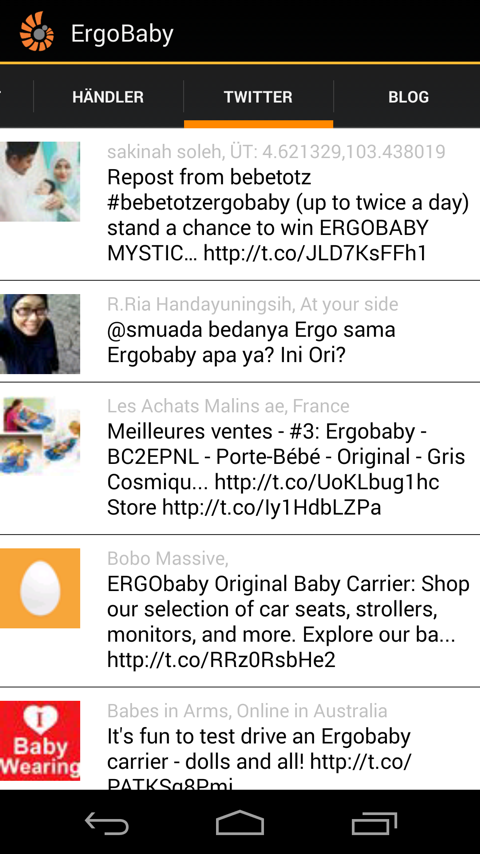 ErgoBaby
HÄNDLER
TWITTER
BLOG
sakinah soleh, ÜT: 4.621329,103.438019
Repost from bebetotz
#bebetotzergobaby (up to twice a day)
stand a chance to win ERGOBABY
MYSTIC... http://t.co/JLD7KsFFh1
R.Ria Handayuningsih, At your side
@smuada bedanya Ergo sama
Ergobaby apa ya? Ini Ori?
Les Achats Malins ae, France
Meilleures ventes - #3: Ergobaby -
BC2EPNL - Porte-Bébé - Original - Gris
Cosmiqu... http://t.co/UoKLbug1hc
Store http://t.co/ly1HdbLZPa
Bobo Massive,
ERGObaby Original Baby Carrier: Shop
our selection of car seats, strollers,
monitors, and more. Explore our ba...
http://t.co/RRz0RsbHe2
I
Baby
Wearing
Babes in Arms, Online in Australia
It's fun to test drive an Ergobaby
carrier - dolls and all! http://t.co/
PATKSg8Pmi